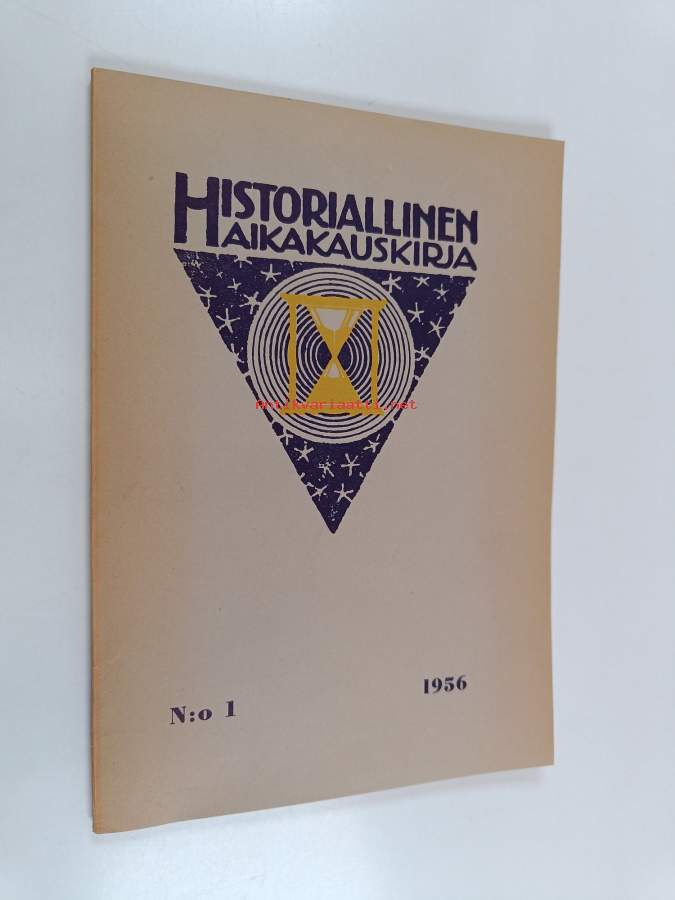 HISTORIALLINEN
AIKAKAUSKIRJA
Antikvariaatti.net
N:o 1
1956